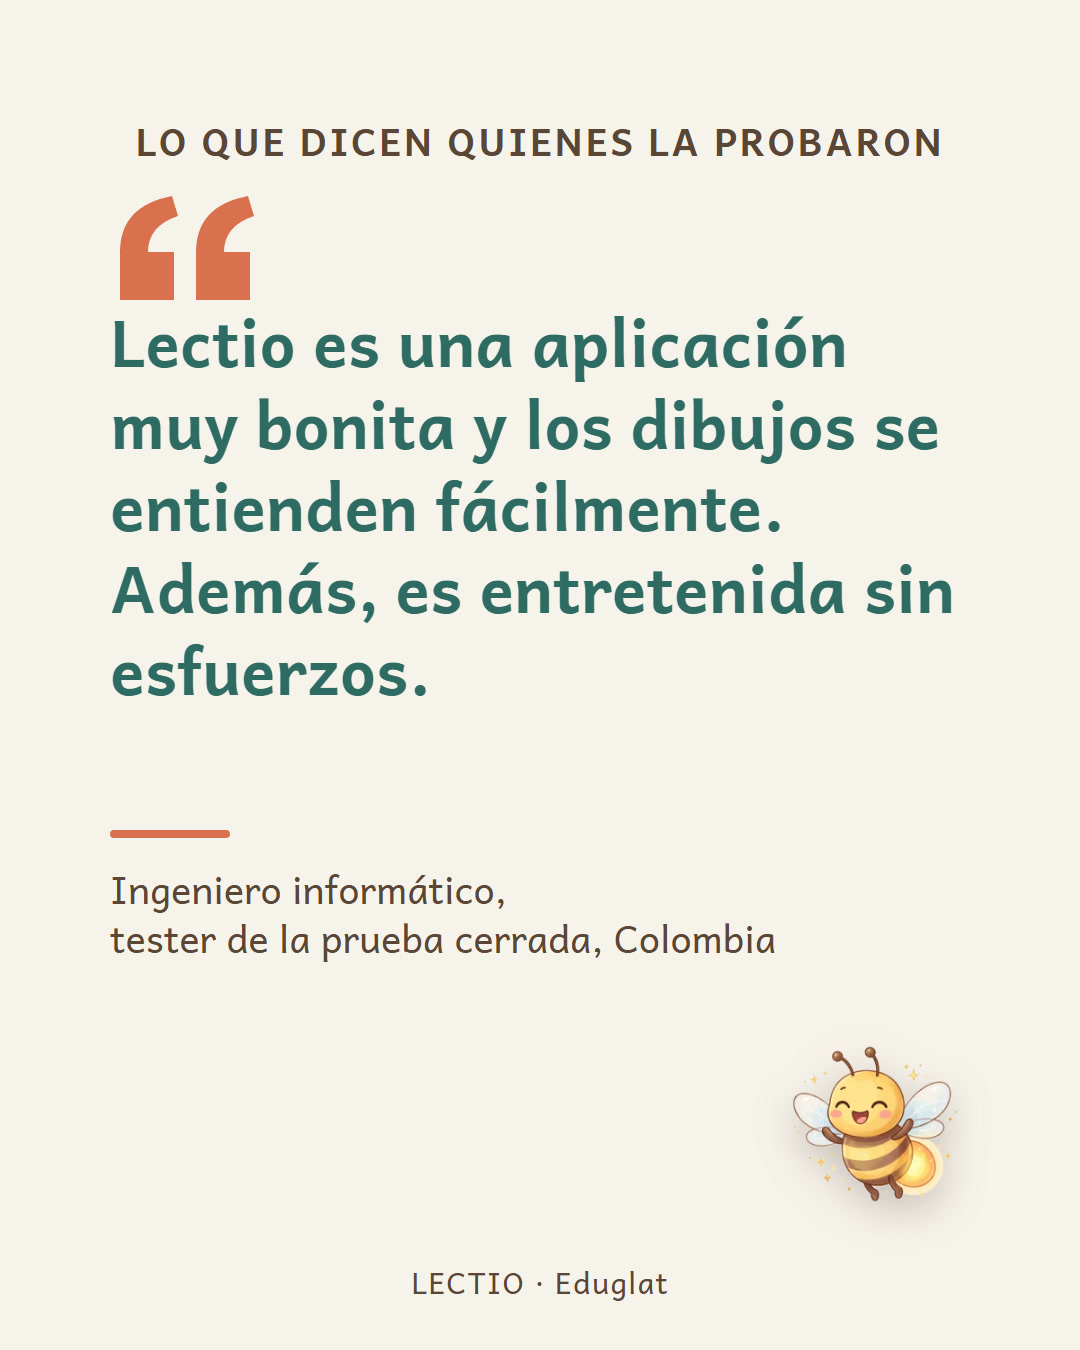 LO QUE DICEN QUIENES LA PROBARON
“
Lectio es una aplicación
muy bonita y los dibujos se
entienden fácilmente.
Además, es entretenida sin
esfuerzos.
Ingeniero informático,
tester de la prueba cerrada, Colombia
LECTIO · Eduglat